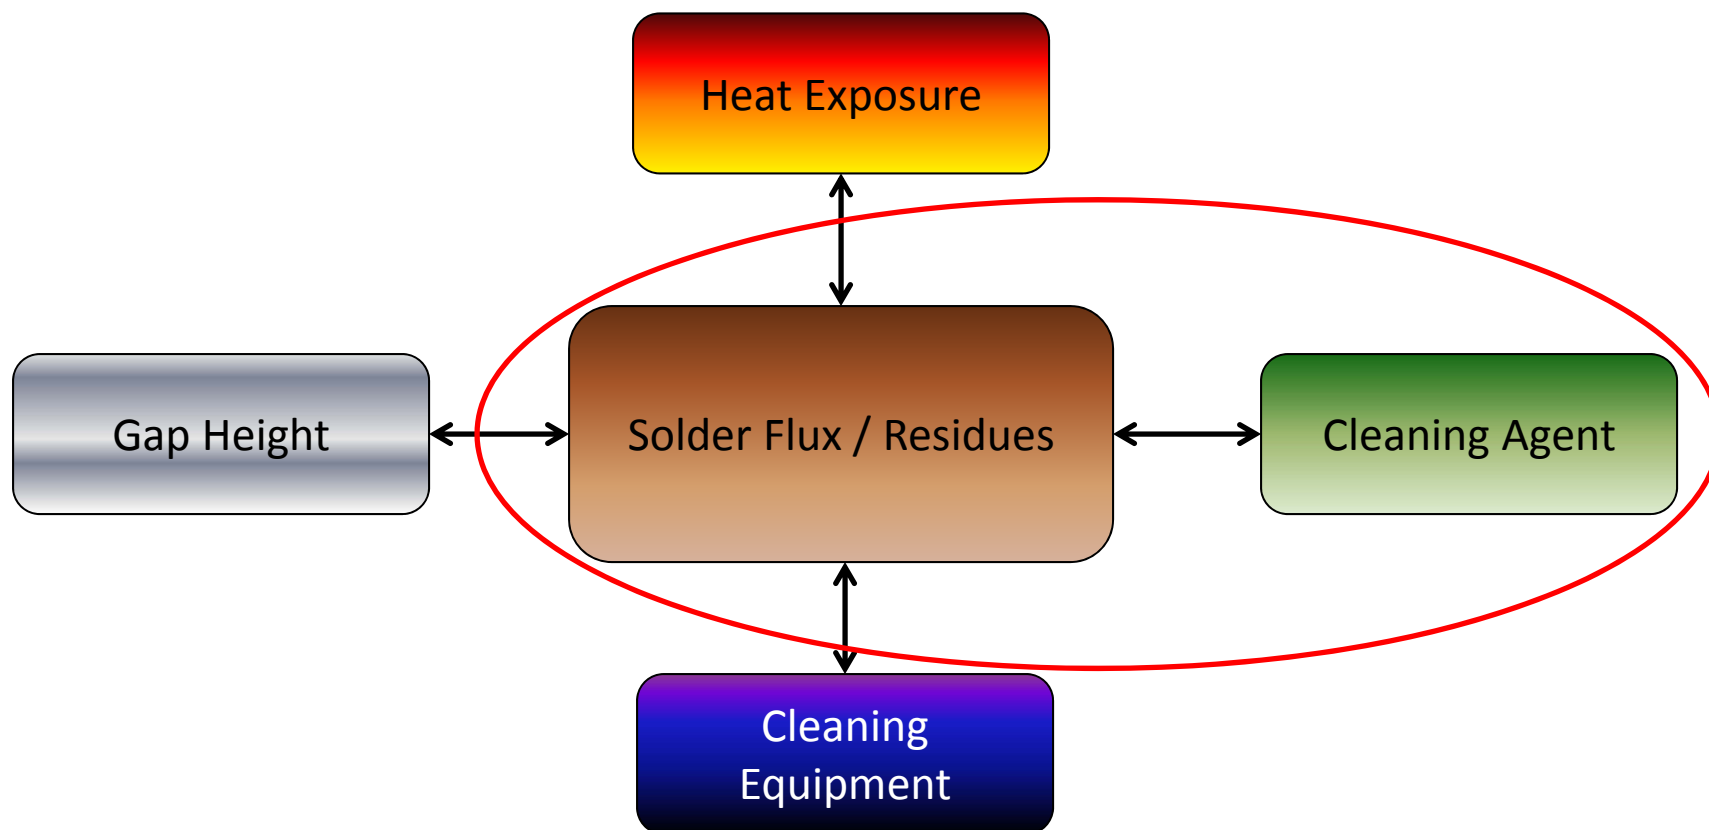 Heat Exposure
Gap Height
Solder Flux / Residues
Cleaning Agent
Cleaning
Equipment